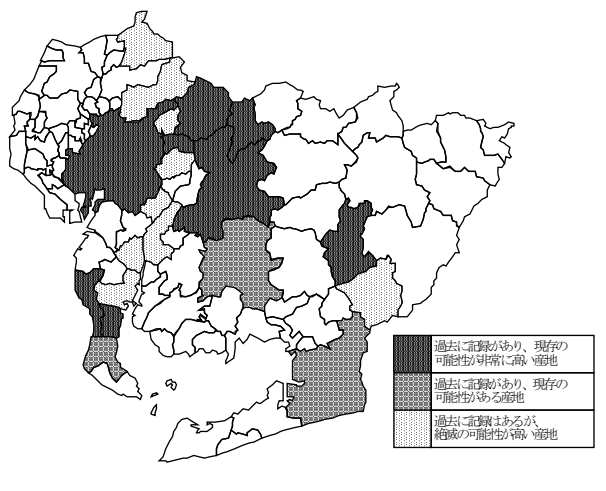 過去に記録があり、現存の
可能性が非常に高い産地
過去に記録があり、現存の
可能性がある産地
過去に記録はあるが、
絶滅の可能性が高い産地